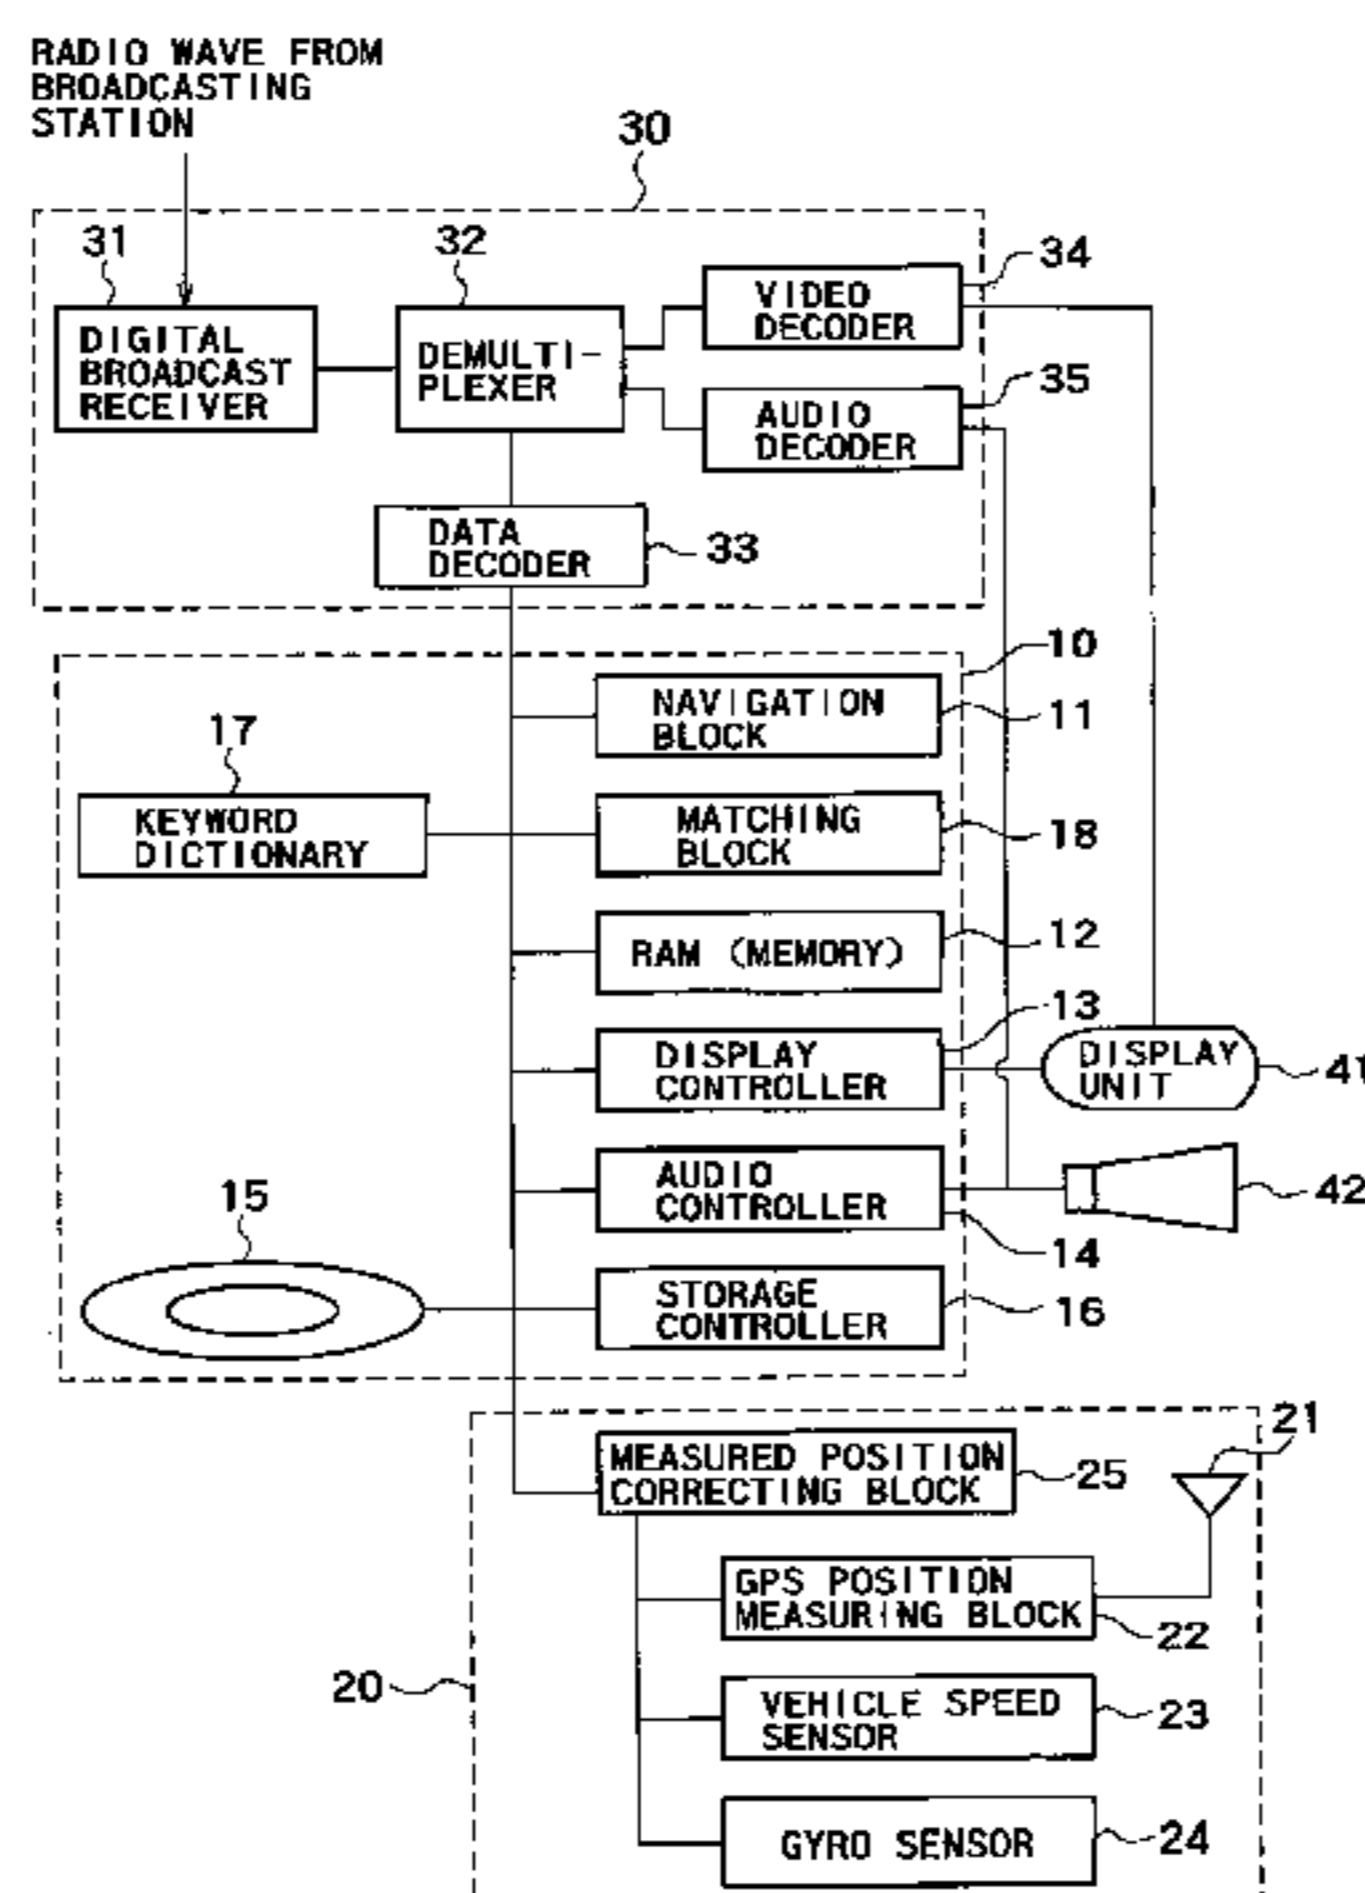 RADIO WAVE FROM
BROADCASTING
STATION
30
31
32
34
DIGITAL
BROADCAST
RECEIVER
DEMULTI-
PLEXER
VIDEO
DECODER
35
AUDIO
DECODER
DATA
DECODER
33
10
NAVIGATION
BLOCK
11
17
KEYWORD
DICTIONARY
MATCHING
BLOCK
18
RAM (MEMORY)
12
13
DISPLAY
CONTROLLER
DISPLAY
UNIT
41
AUDIO
CONTROLLER
42
15
14
STORAGE
CONTROLLER
16
21
MEASURED POSITION
CORRECTING BLOCK
25
GPS POSITION
MEASURING BLOCK
22
20
VEHICLE SPEED
SENSOR
23
GYRO SENSOR
24